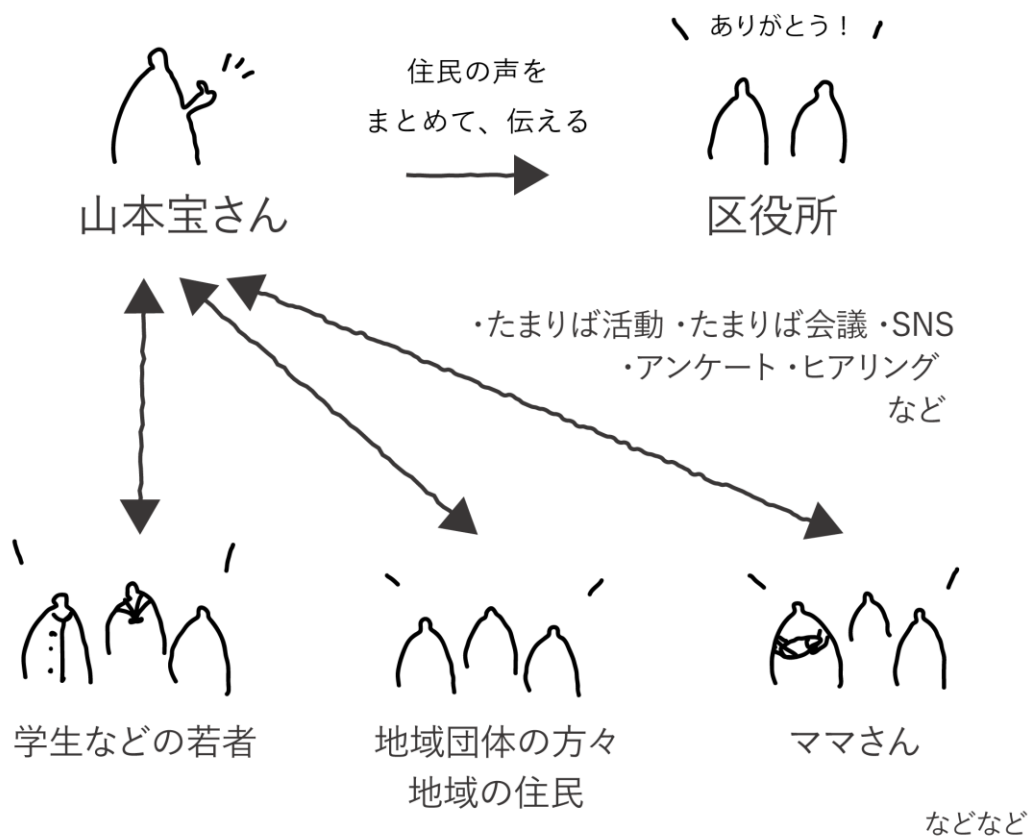 ありがとう！
住民の声を
まとめて、伝える
山本宝さん
区役所
・たまりば活動・たまりば会議・SNS
・アンケート・ヒアリング
など
学生などの若者
地域団体の方々
地域の住民
ママさん
などなど